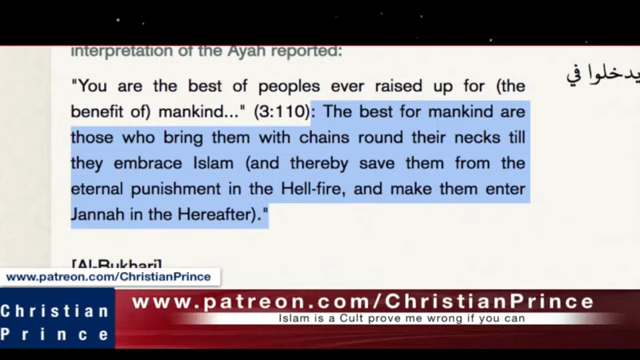 interpretation of the Ayah reported:
"You are the best of peoples ever raised up for (the
benefit of) mankind..." (3:110): The best for mankind are
those who bring them with chains round their necks till
they embrace Islam (and thereby save them from the
eternal punishment in the Hell-fire, and make them enter
Jannah in the Hereafter)."
يدخلوا في
[Al-Bukhari]
www.patreon.com/ChristianPrince
Christian
Prince
www.patreon.com/ChristianPrince
Islam is a Cult prove me wrong if you can